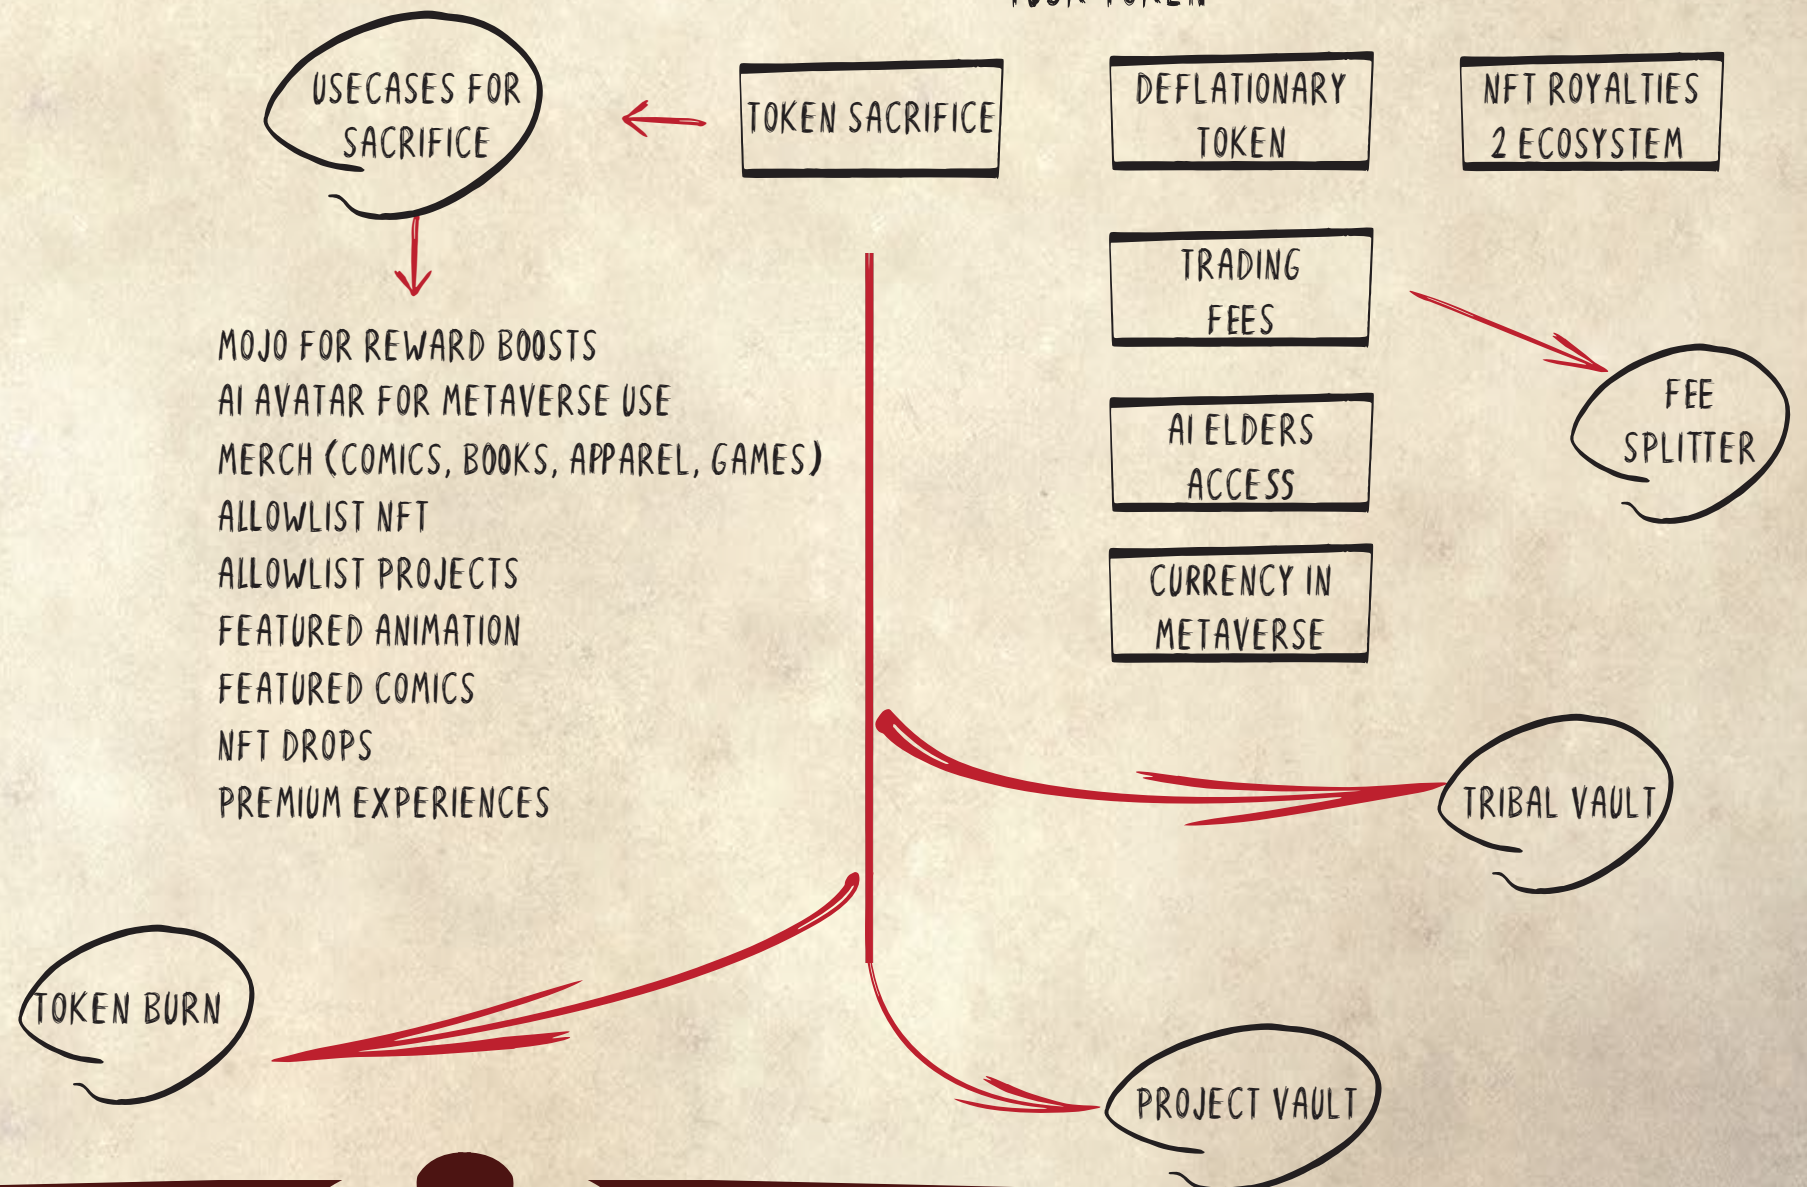 USECASES FOR
SACRIFICE
TOKEN SACRIFICE
DEFLATIONARY
TOKEN
NFT ROYALTIES
2 ECOSYSTEM
TRADING
FEES
FEE
SPLITTER
AI ELDERS
ACCESS
CURRENCY IN
METAVERSE
MOJO FOR REWARD BOOSTS
AI AVATAR FOR METAVERSE USE
MERCH (COMICS, BOOKS, APPAREL, GAMES)
ALLOWLIST NFT
ALLOWLIST PROJECTS
FEATURED ANIMATION
FEATURED COMICS
NFT DROPS
PREMIUM EXPERIENCES
TRIBAL VAULT
TOKEN BURN
PROJECT VAULT